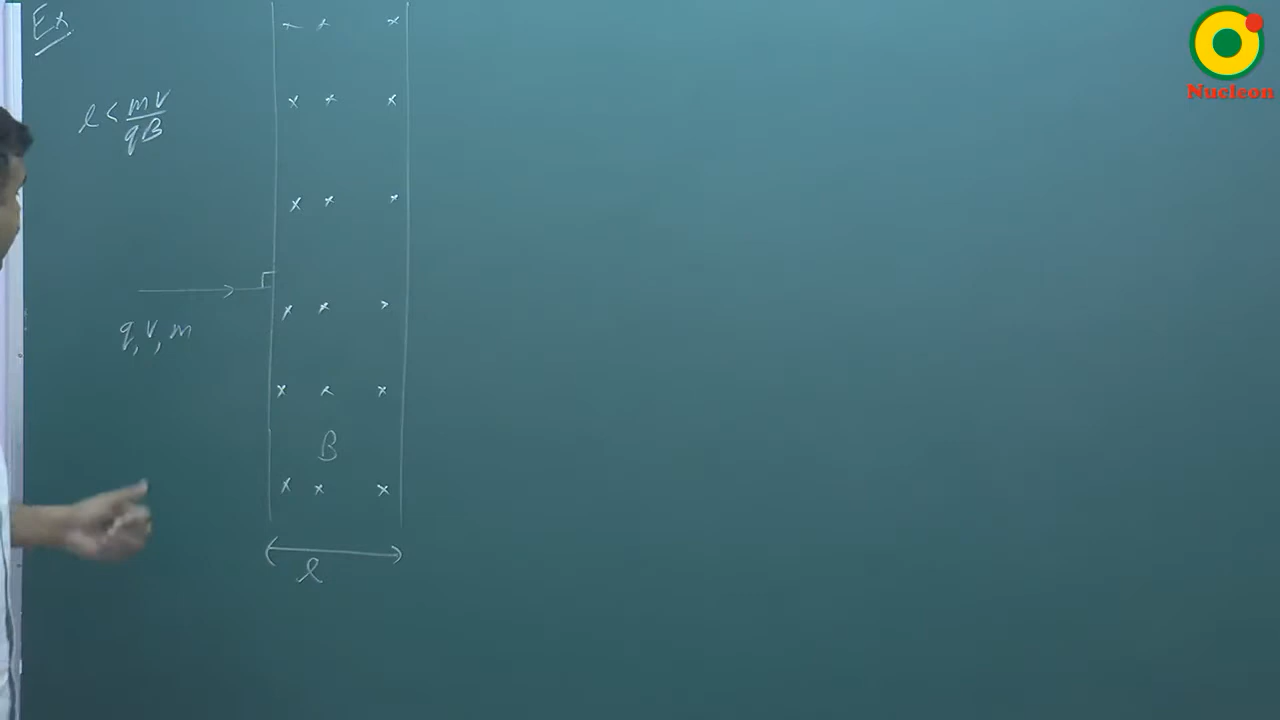 Ex.
l < mv/qB
q, v, m
B
l
Nucleon